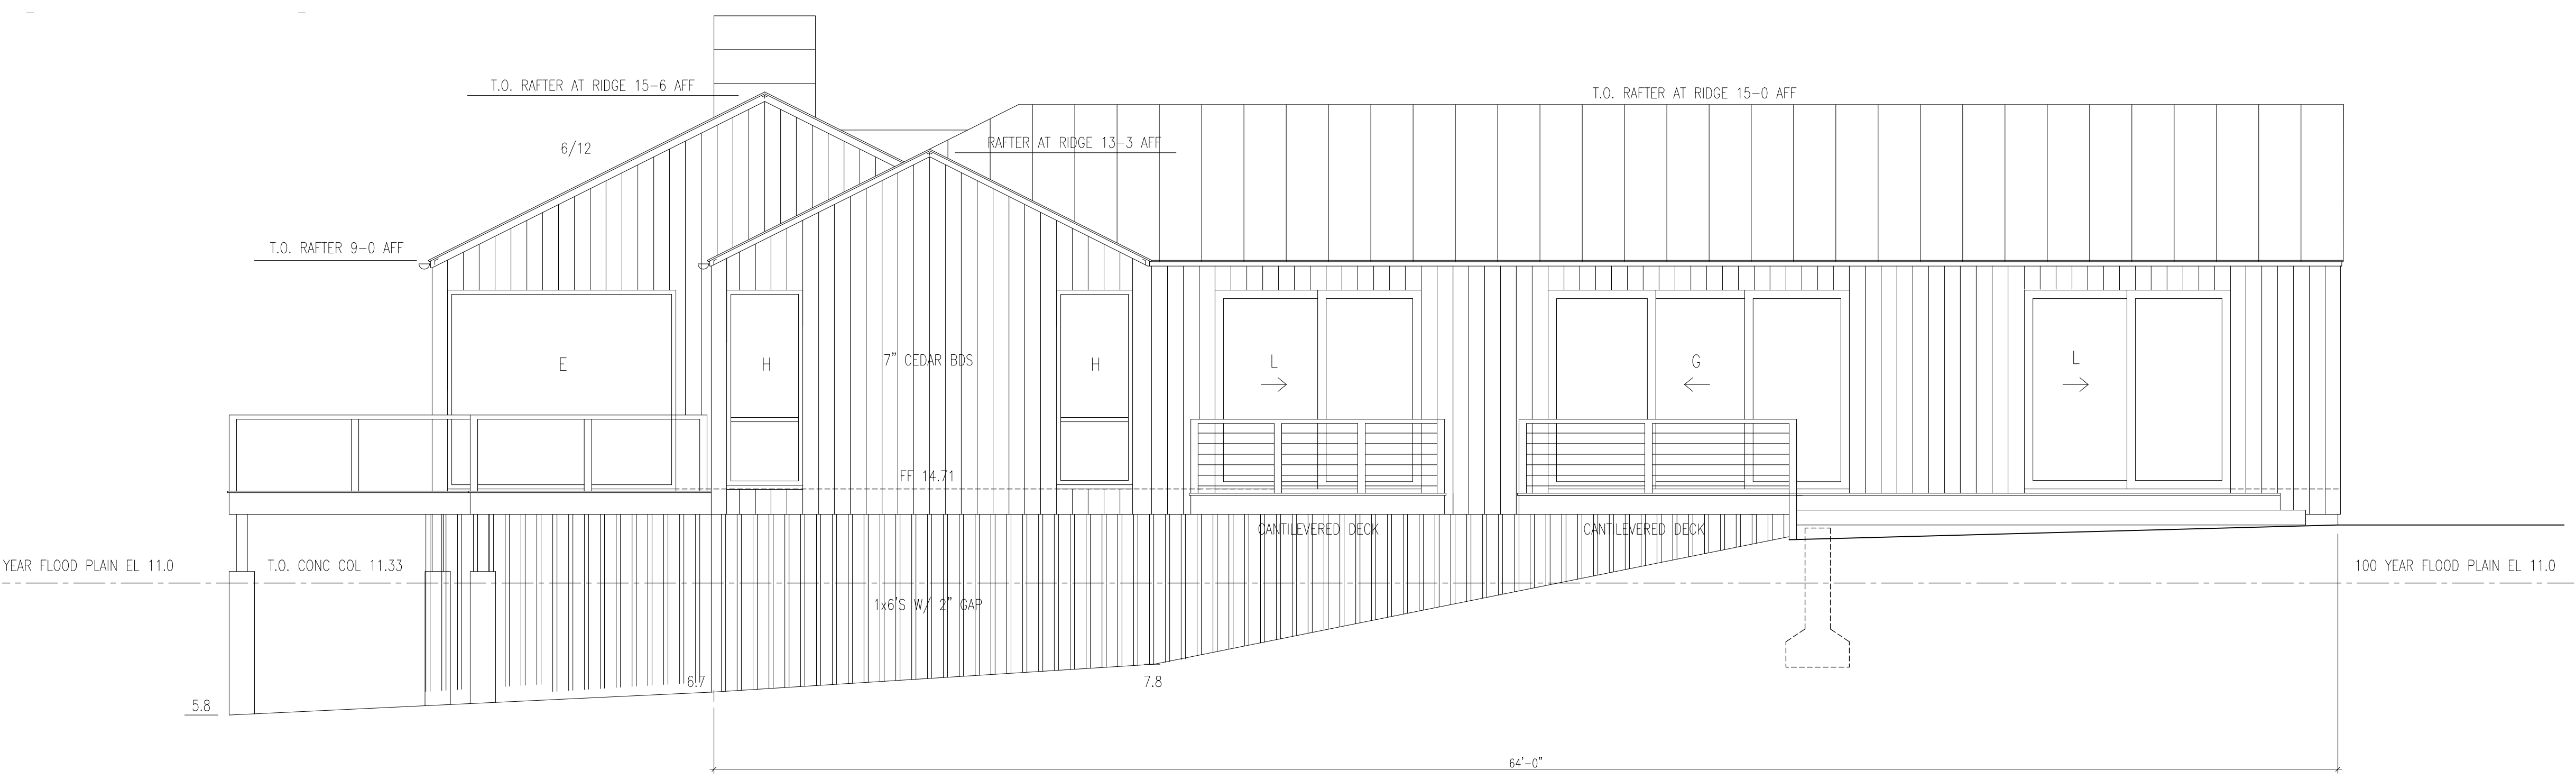 T.O. RAFTER AT RIDGE 15-6 AFF
T.O. RAFTER AT RIDGE 15-0 AFF
6/12
RAFTER AT RIDGE 13-3 AFF
T.O. RAFTER 9-0 AFF
E
H
7" CEDAR BDS
H
L
G
L
FF 14.71
CANTILEVERED DECK
CANTILEVERED DECK
YEAR FLOOD PLAIN EL 11.0
T.O. CONC COL 11.33
100 YEAR FLOOD PLAIN EL 11.0
1x6'S W/ 2" GAP
6.7
7.8
5.8
64'-0"